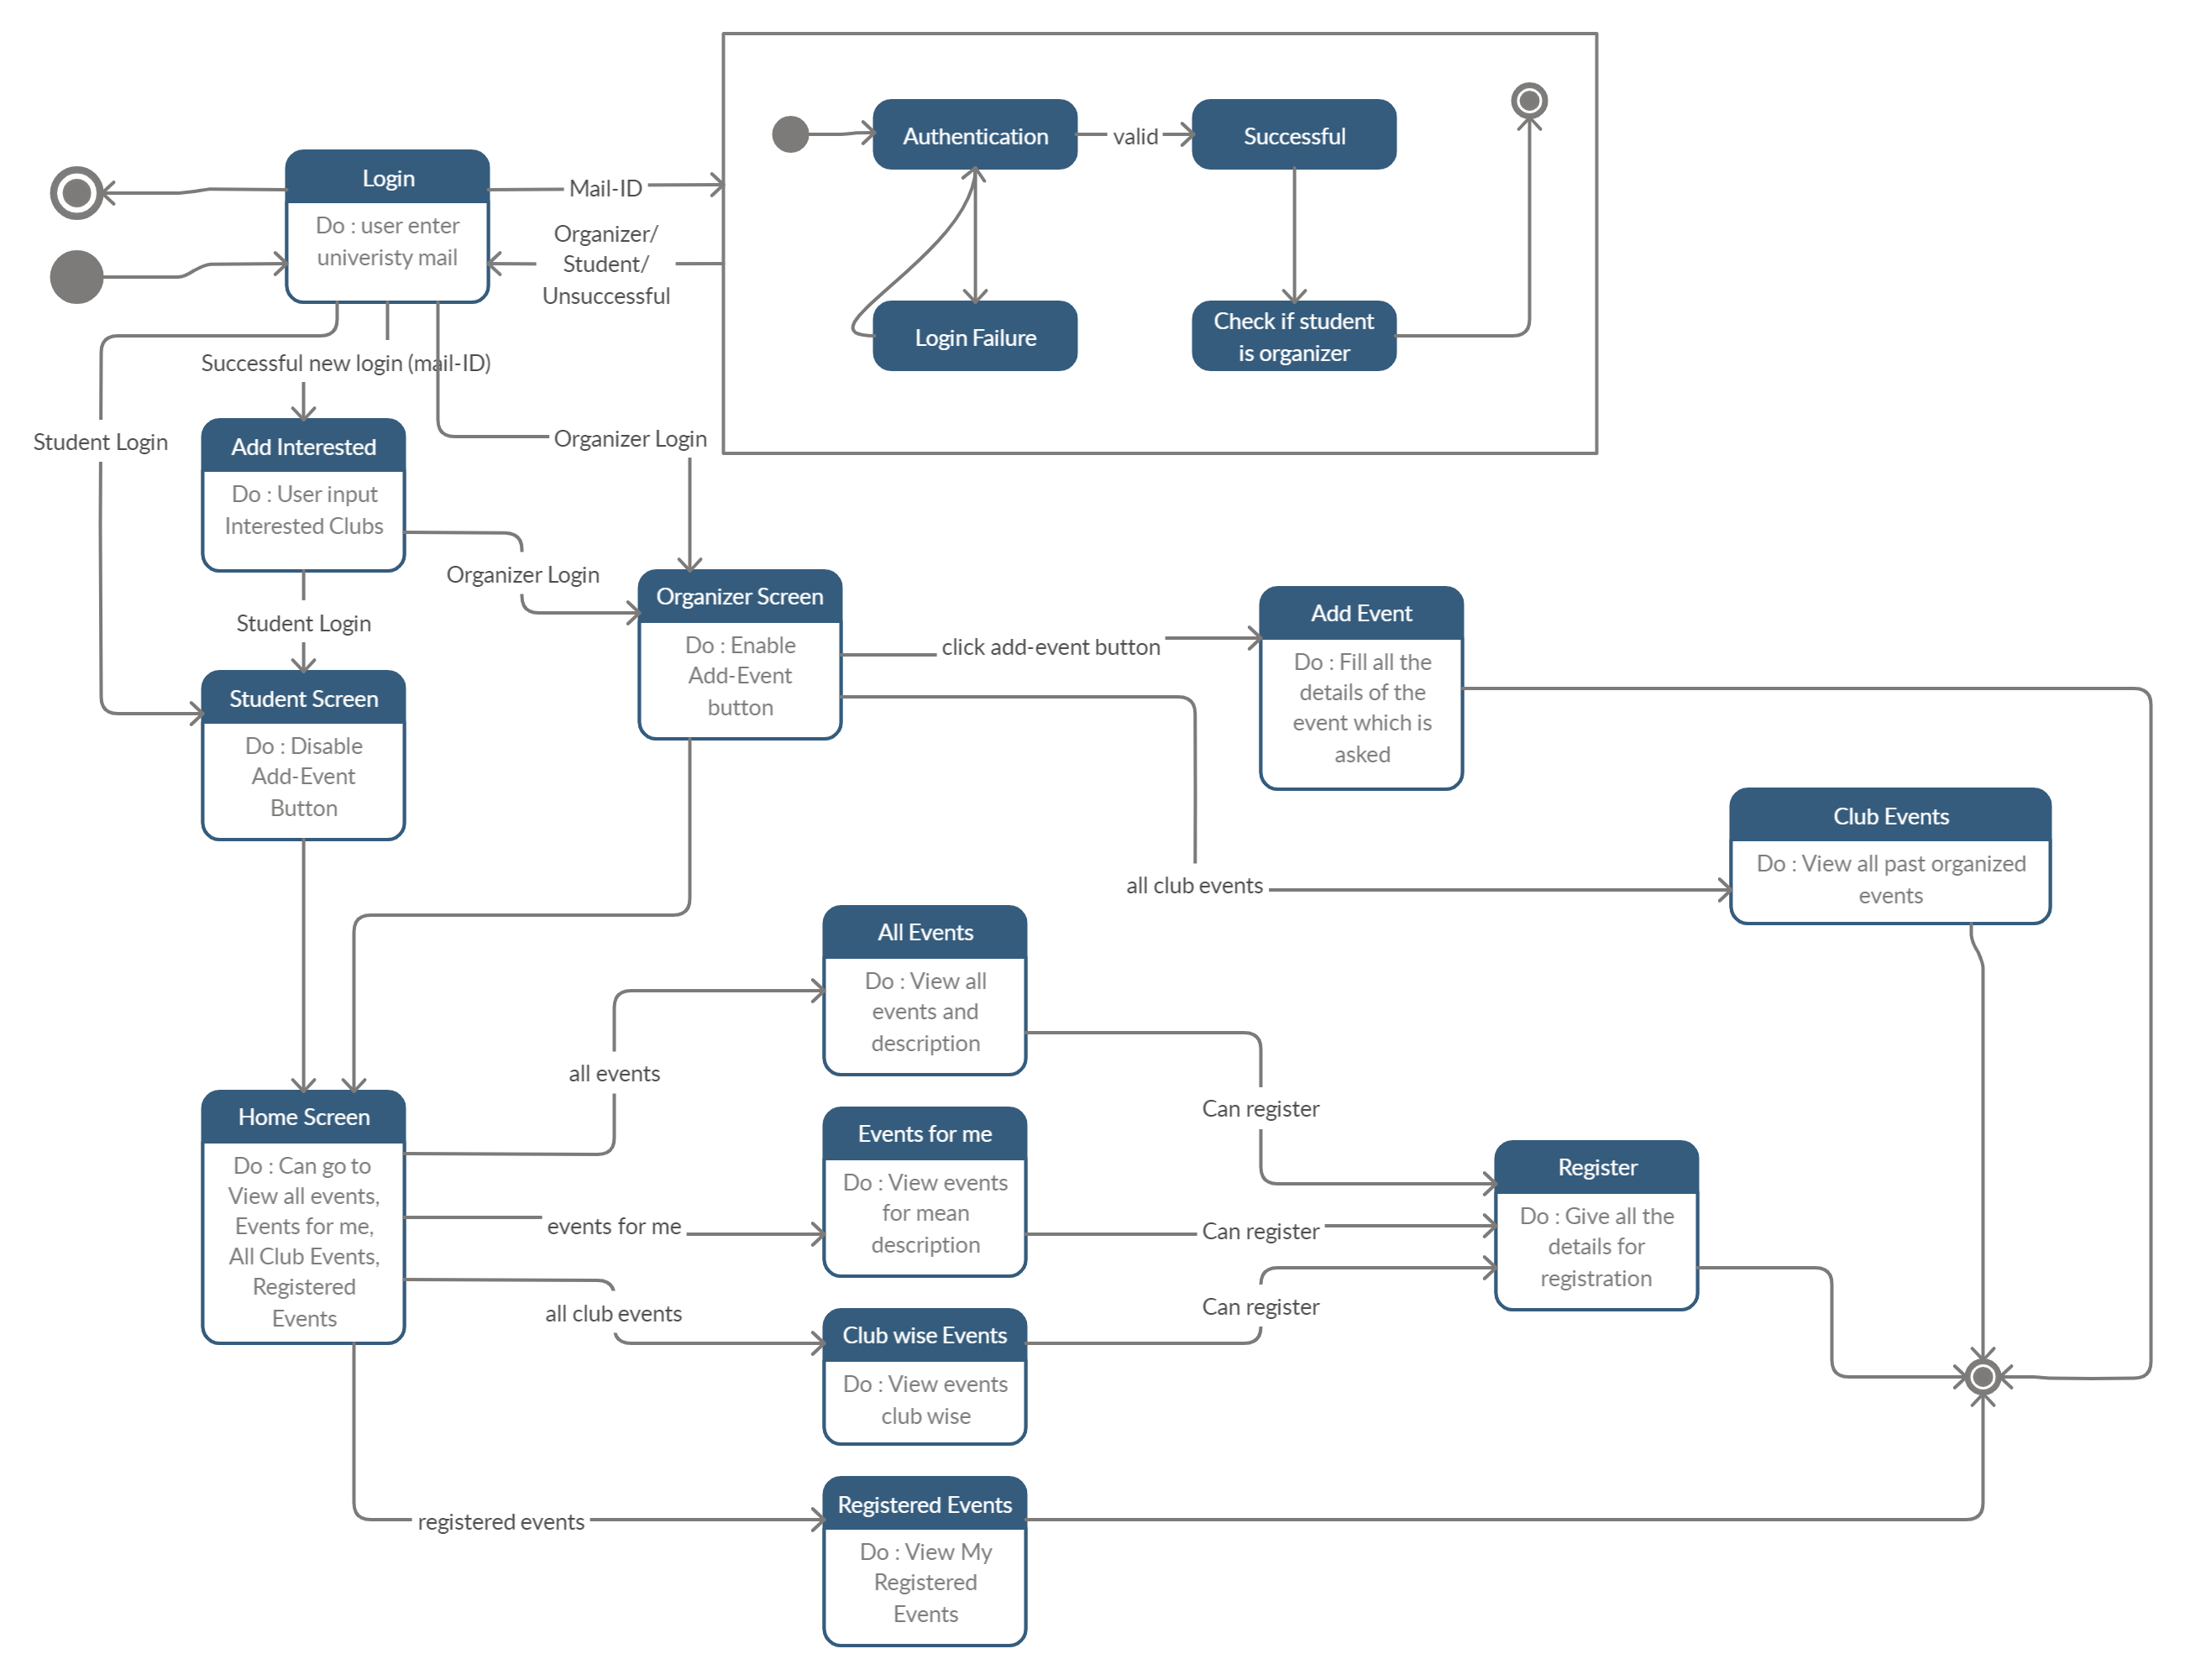 Authentication
valid
Successful
Login
Do : user enter
univeristy mail
Mail-ID
Organizer/
Student/
Unsuccessful
Login Failure
Check if student
is organizer
Successful new login (mail-ID)
Student Login
Organizer Login
Add Interested
Do : User input
Interested Clubs
Organizer Login
Student Login
Organizer Screen
Do : Enable
Add-Event
button
click add-event button
Add Event
Do : Fill all the
details of the
event which is
asked
Student Screen
Do : Disable
Add-Event
Button
Club Events
Do : View all past organized
events
all club events
All Events
Do : View all
events and
description
all events
Can register
Home Screen
Do : Can go to
View all events,
Events for me,
All Club Events,
Registered
Events
Events for me
Do : View events
for mean
description
events for me
Can register
Register
Do : Give all the
details for
registration
all club events
Can register
Club wise Events
Do : View events
club wise
registered events
Registered Events
Do : View My
Registered
Events